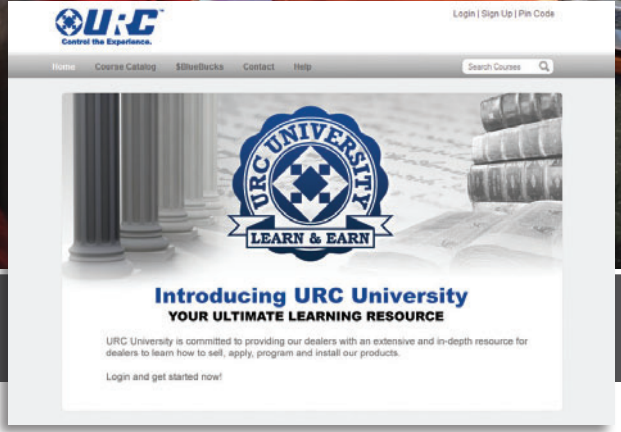 URC™
Control the Experience.
Login | Sign Up | Pin Code
Home Course Catalog $BlueBucks Contact Help
Search Courses
URC UNIVERSITY
LEARN & EARN
Introducing URC University
YOUR ULTIMATE LEARNING RESOURCE
URC University is committed to providing our dealers with an extensive and in-depth resource for
dealers to learn how to sell, apply, program and install our products.
Login and get started now!